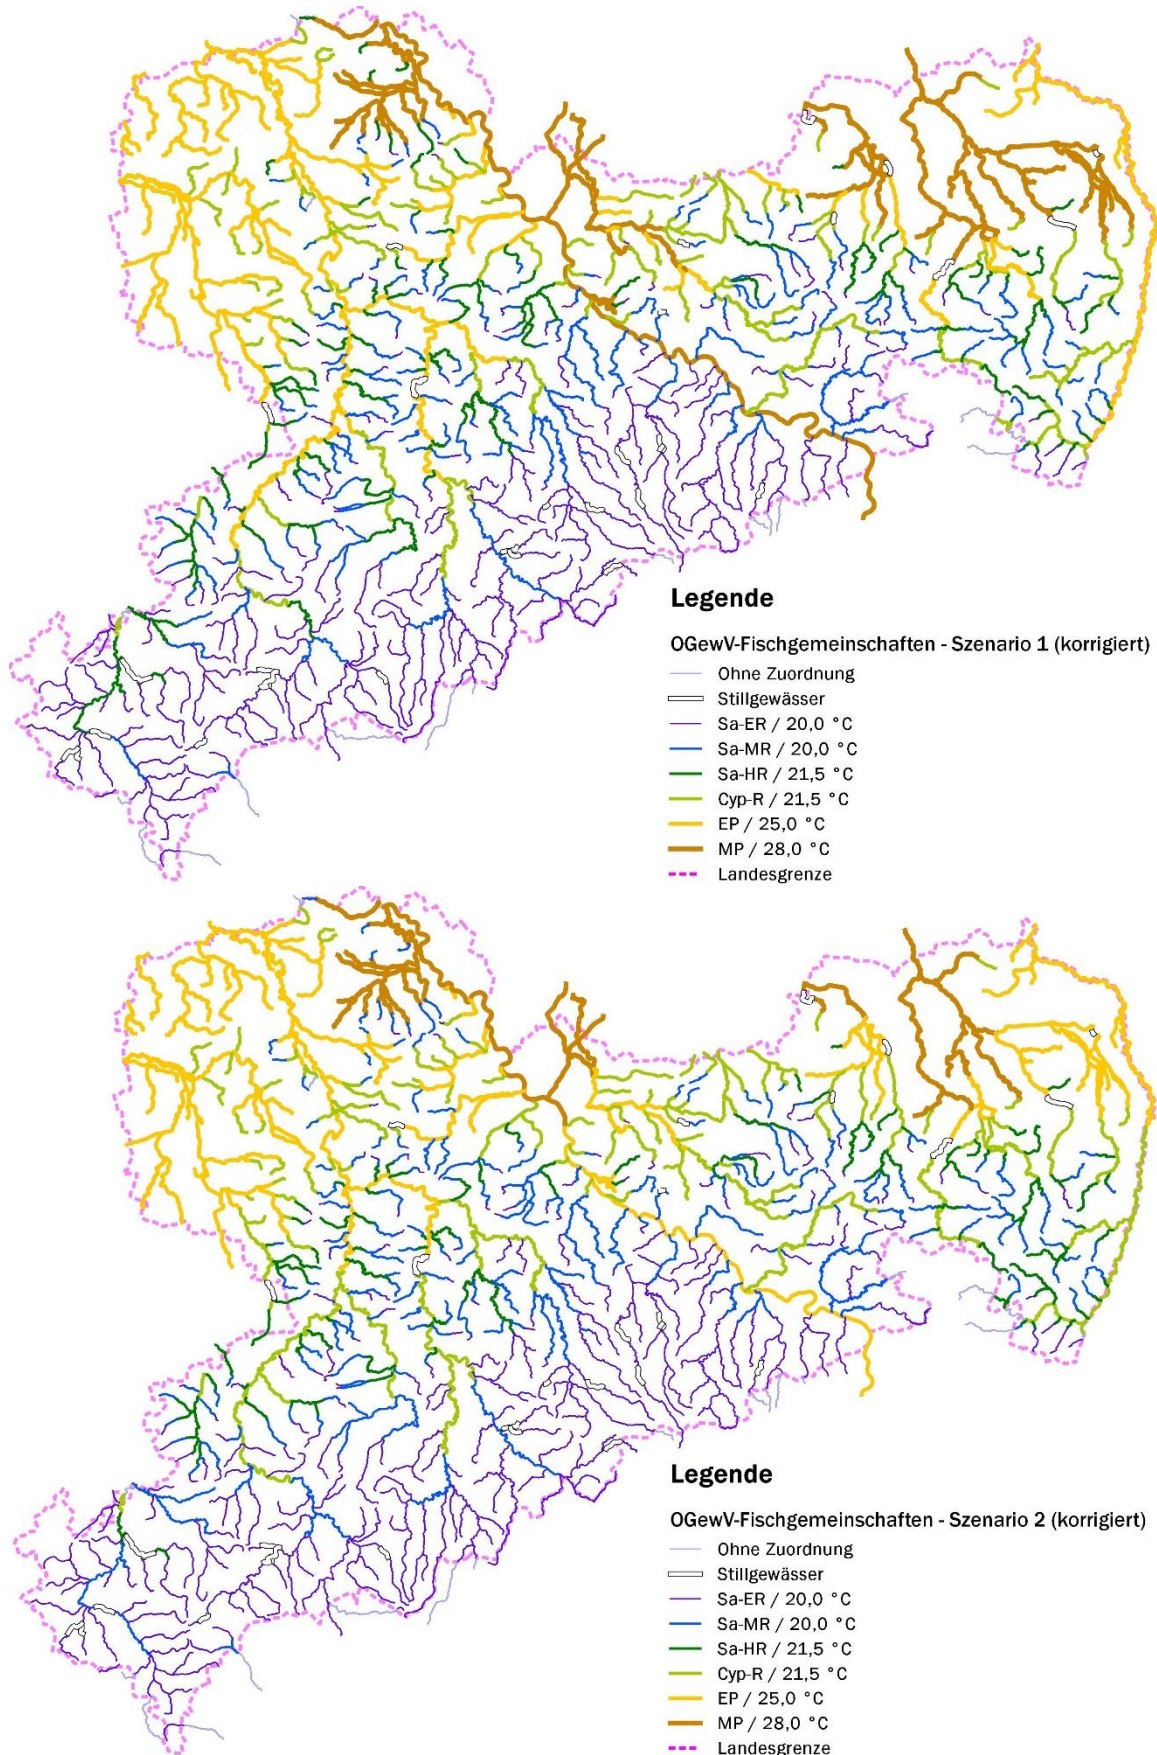 Legende
OGewV-Fischgemeinschaften - Szenario 1 (korrigiert)
Ohne Zuordnung
Stillgewässer
Sa-ER / 20,0 °C
Sa-MR / 20,0 °C
Sa-HR / 21,5 °C
Cyp-R / 21,5 °C
EP / 25,0 °C
MP / 28,0 °C
Landesgrenze
Legende
OGewV-Fischgemeinschaften - Szenario 2 (korrigiert)
Ohne Zuordnung
Stillgewässer
Sa-ER / 20,0 °C
Sa-MR / 20,0 °C
Sa-HR / 21,5 °C
Cyp-R / 21,5 °C
EP / 25,0 °C
MP / 28,0 °C
Landesgrenze